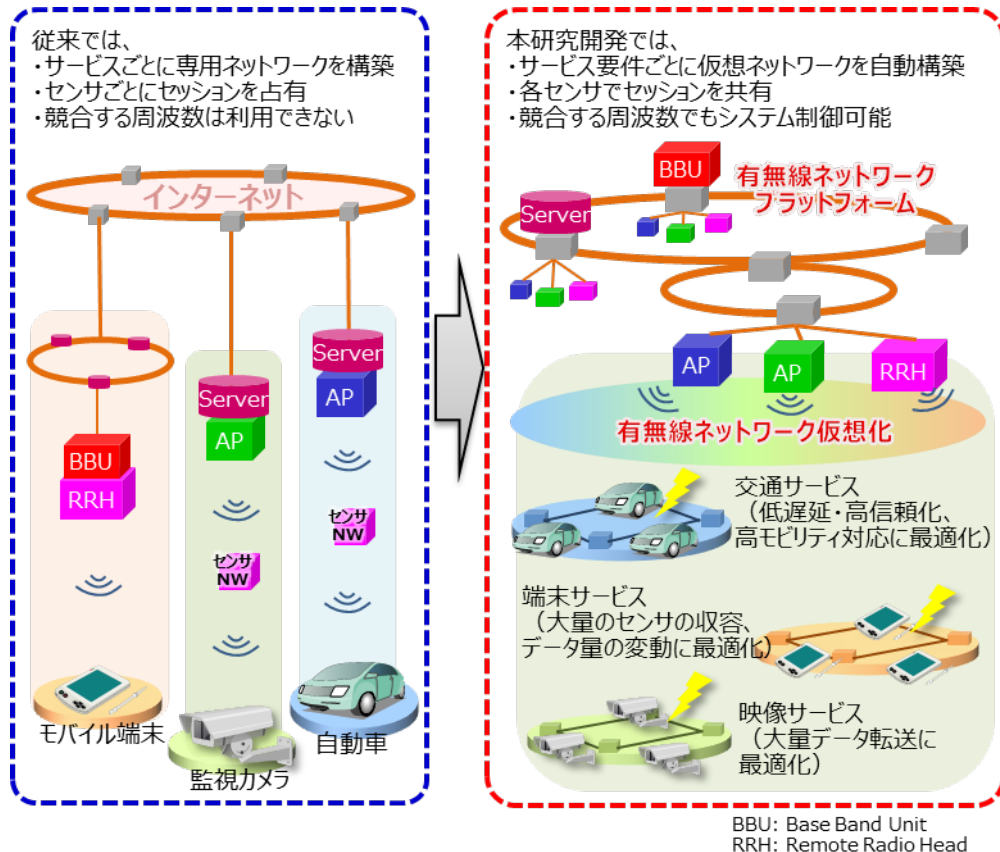 従来では、
・サービスごとに専用ネットワークを構築
・センサごとにセッションを占有
・競合する周波数は利用できない
インターネット
Server
AP
Server
AP
BBU
RRH
センサ
NW
センサ
NW
モバイル端末
監視カメラ
自動車
本研究開発では、
・サービス要件ごとに仮想ネットワークを自動構築
・各センサでセッションを共有
・競合する周波数でもシステム制御可能
BBU
有無線ネットワーク
プラットフォーム
Server
AP
AP
RRH
有無線ネットワーク仮想化
交通サービス
(低遅延・高信頼化、
高モビリティ対応に最適化)
端末サービス
(大量のセンサの収容、
データ量の変動に最適化)
映像サービス
(大量データ転送に
最適化)
BBU: Base Band Unit
RRH: Remote Radio Head